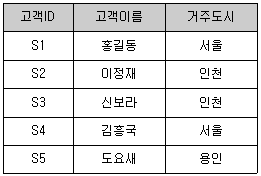 고객ID 고객이름 거주도시
S1 홍길동 서울
S2 이정재 인천
S3 신보라 인천
S4 김흥국 서울
S5 도요새 용인